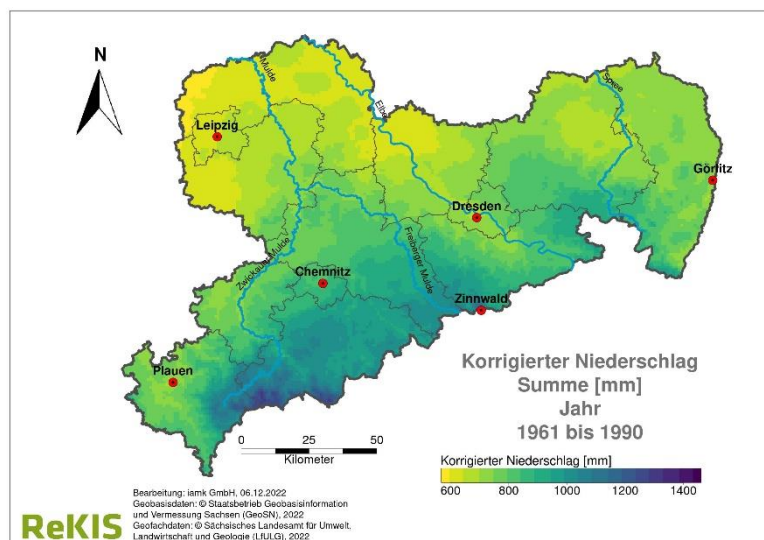 N
Mulde
Elbe
Spree
Leipzig
Görlitz
Dresden
Zwickauer Mulde
Freiberger Mulde
Chemnitz
Zinnwald
Plauen
Korrigierter Niederschlag
Summe [mm]
Jahr
1961 bis 1990
0 25 50
Kilometer
Korrigierter Niederschlag [mm]
600 800 1000 1200 1400
ReKIS
Bearbeitung: iamk GmbH, 06.12.2022
Geobasisdaten: © Staatsbetrieb Geobasisinformation
und Vermessung Sachsen (GeoSN), 2022
Geofachdaten: © Sächsisches Landesamt für Umwelt,
Landwirtschaft und Geologie (LfULG), 2022